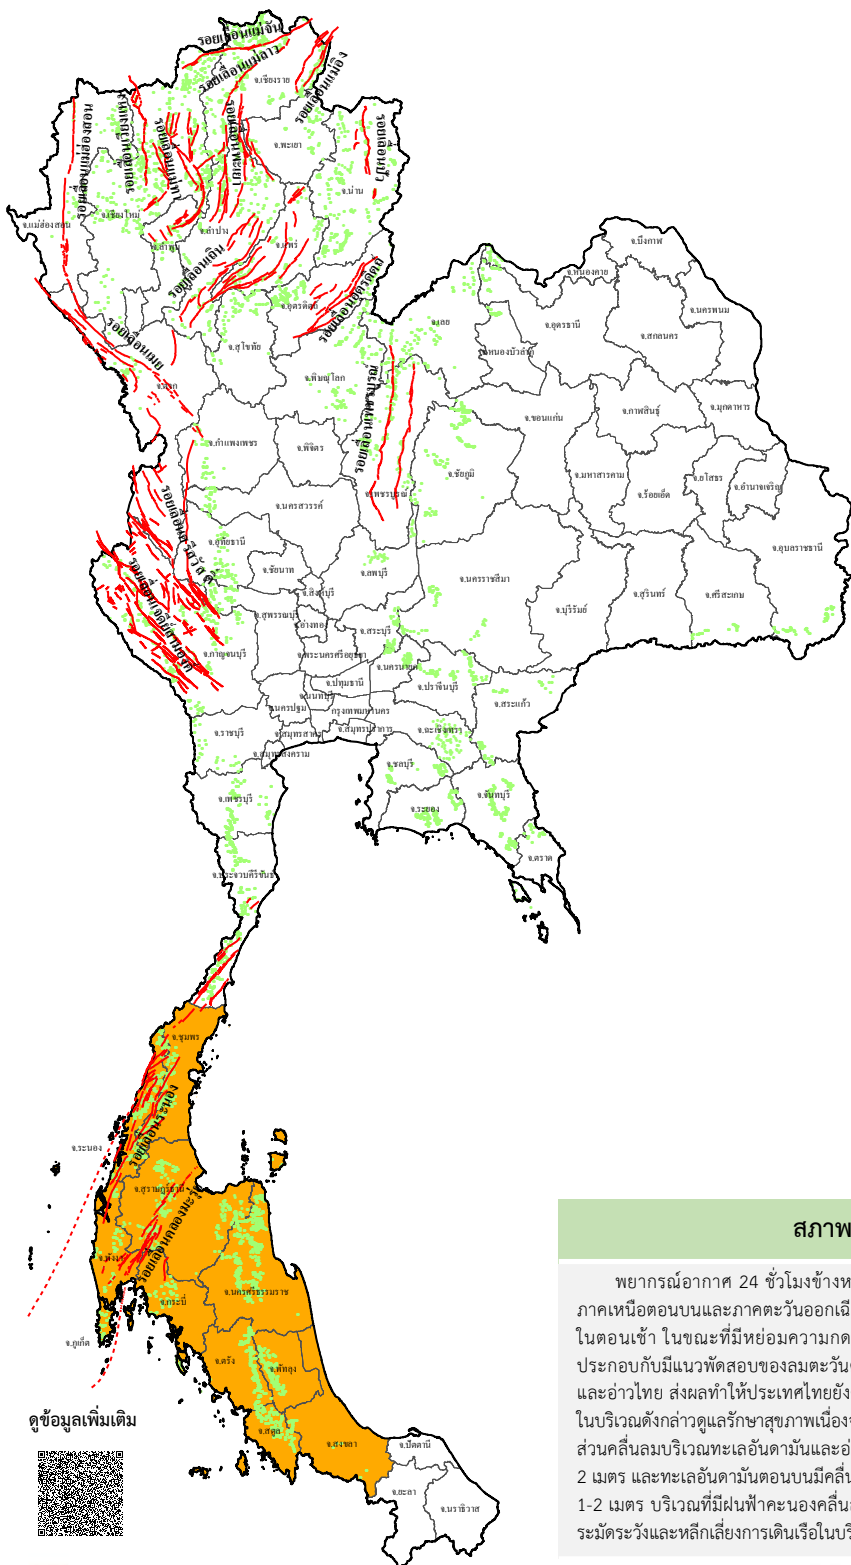 รอยเลื่อนแม่จัน
รอยเลื่อนแม่ลาว
รอยเลื่อนแม่อิง
จ.เชียงราย
รอยเลื่อนแม่ฮ่องสอน
รอยเลื่อนแม่ทา
รอยเลื่อนพะเยา
รอยเลื่อนปัว
จ.พะเยา
จ.น่าน
จ.เชียงใหม่
จ.แม่ฮ่องสอน
จ.ลำปาง
จ.ลำพูน
จ.แพร่
รอยเลื่อนเถิน
รอยเลื่อนอุตรดิตถ์
จ.อุตรดิตถ์
จ.บึงกาฬ
จ.หนองคาย
จ.นครพนม
จ.เลย
จ.อุดรธานี
จ.สกลนคร
จ.หนองบัวลำภู
รอยเลื่อนเมย
จ.สุโขทัย
จ.ตาก
จ.พิษณุโลก
รอยเลื่อนเพชรบูรณ์
จ.กำแพงเพชร
จ.พิจิตร
จ.ขอนแก่น
จ.กาฬสินธุ์
จ.มุกดาหาร
จ.ชัยภูมิ
จ.มหาสารคาม
จ.ร้อยเอ็ด
จ.ยโสธร
จ.อำนาจเจริญ
จ.เพชรบูรณ์
จ.นครสวรรค์
รอยเลื่อนศรีสวัสดิ์
จ.อุทัยธานี
จ.ชัยนาท
จ.ลพบุรี
จ.นครราชสีมา
จ.บุรีรัมย์
จ.สุรินทร์
จ.ศรีสะเกษ
จ.อุบลราชธานี
รอยเลื่อนเจดีย์สามองค์
จ.สิงห์บุรี
จ.สุพรรณบุรี
จ.อ่างทอง
จ.สระบุรี
จ.กาญจนบุรี
จ.พระนครศรีอยุธยา
จ.นครนายก
จ.ปทุมธานี
จ.ปราจีนบุรี
จ.นนทบุรี
จ.สระแก้ว
จ.นครปฐม
กรุงเทพมหานคร
จ.ราชบุรี
จ.สมุทรสาคร
จ.สมุทรปราการ
จ.ฉะเชิงเทรา
จ.สมุทรสงคราม
จ.ชลบุรี
จ.เพชรบุรี
จ.ระยอง
จ.จันทบุรี
จ.ตราด
จ.ประจวบคีรีขันธ์
จ.ชุมพร
รอยเลื่อนระนอง
จ.ระนอง
จ.สุราษฎร์ธานี
รอยเลื่อนคลองมะรุ่ย
จ.พังงา
จ.นครศรีธรรมราช
จ.กระบี่
จ.ภูเก็ต
จ.ตรัง
จ.พัทลุง
จ.สตูล
จ.สงขลา
จ.ปัตตานี
จ.ยะลา
จ.นราธิวาส
ดูข้อมูลเพิ่มเติม
สภาพ
พยากรณ์อากาศ 24 ชั่วโมงข้างห
ภาคเหนือตอนบนและภาคตะวันออกเฉี
ในตอนเช้า ในขณะที่มีหย่อมความกด
ประกอบกับมีแนวพัดสอบของลมตะวัน
และอ่าวไทย ส่งผลทำให้ประเทศไทยยัง
ในบริเวณดังกล่าวดูแลรักษาสุขภาพเนื่อง
ส่วนคลื่นลมบริเวณทะเลอันดามันและอ่
2 เมตร และทะเลอันดามันตอนบนมีคลื่น
1-2 เมตร บริเวณที่มีฝนฟ้าคะนองคลื่น
ระมัดระวังและหลีกเลี่ยงการเดินเรือในบริ